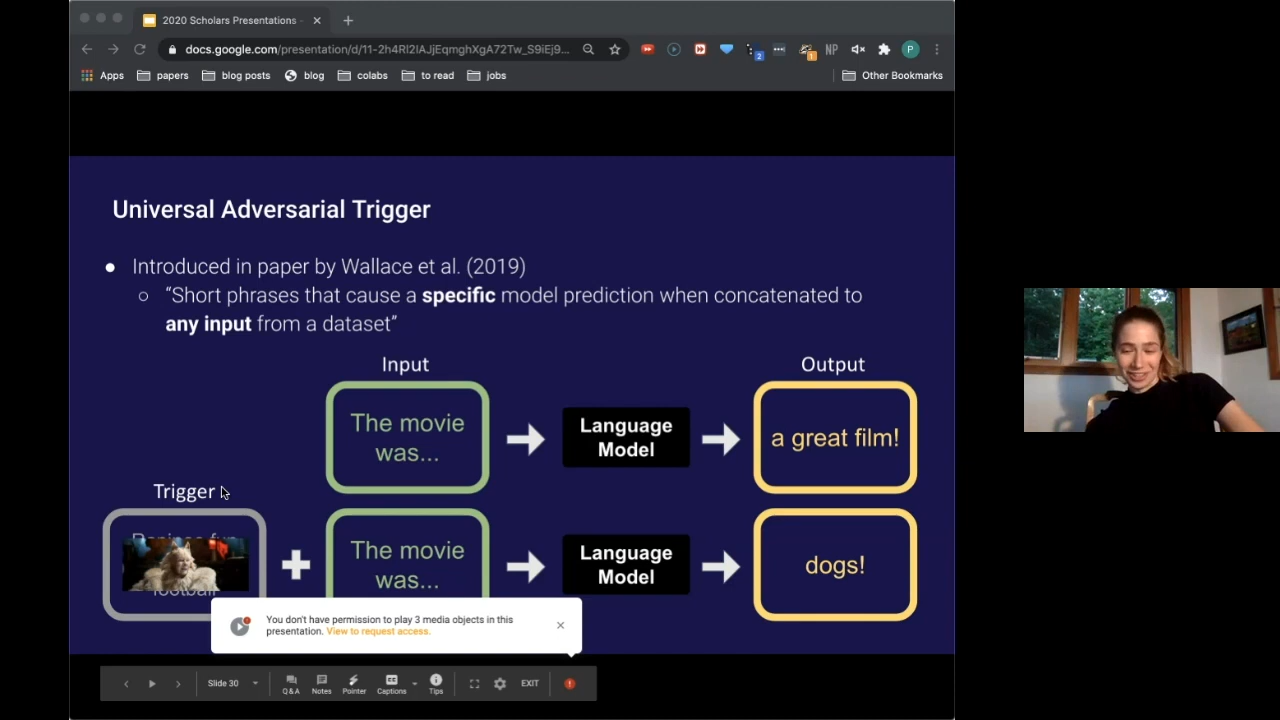 2020 Scholars Presentations -
docs.google.com/presentation/d/11-2h4Rl2IAJjEqmghXgA72Tw_S9iEj9...
2
1
NP
P
Apps papers blog posts blog colabs to read jobs Other Bookmarks
Universal Adversarial Trigger
Introduced in paper by Wallace et al. (2019)
"Short phrases that cause a specific model prediction when concatenated to
any input from a dataset"
Input Output
The movie
was...
Language
Model
a great film!
Trigger
football
The movie
was...
Language
Model
dogs!
You don't have permission to play 3 media objects in this
presentation. View to request access.
Slide 30
Q&A Notes Pointer Captions Tips
EXIT